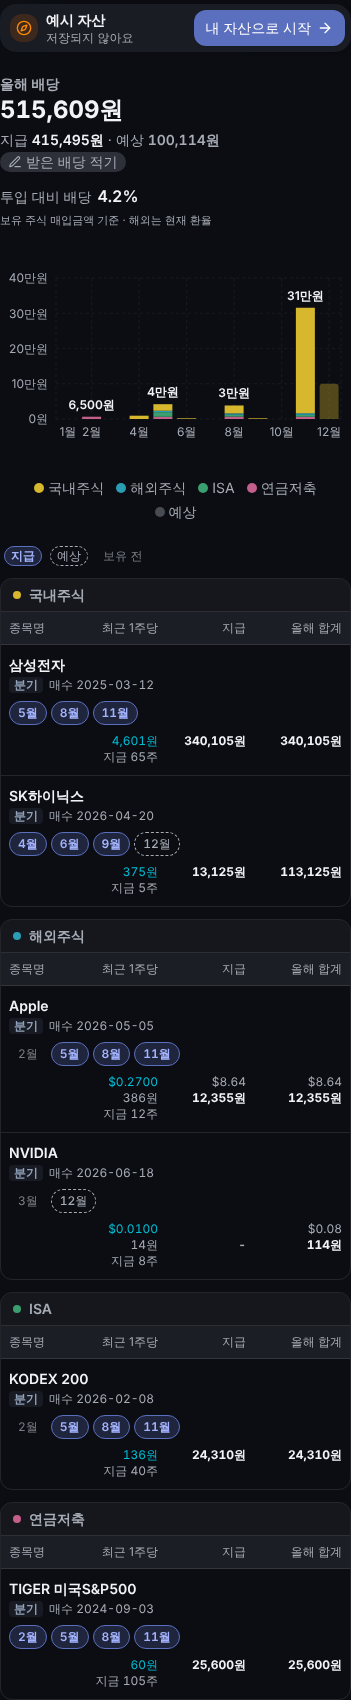 예시 자산
저장되지 않아요
내 자산으로 시작 →
올해 배당
515,609원
지급 415,495원 · 예상 100,114원
받은 배당 적기
투입 대비 배당 4.2%
보유 주식 매입금액 기준 · 해외는 현재 환율
40만원
30만원
20만원
10만원
0원
31만원
6,500원
4만원
3만원
1월 2월 4월 6월 8월 10월 12월
국내주식 해외주식 ISA 연금저축
예상
지급 예상 보유 전
국내주식
종목명 최근 1주당 지급 올해 합계
삼성전자
분기 매수 2025-03-12
5월 8월 11월
4,601원 340,105원 340,105원
지금 65주
SK하이닉스
분기 매수 2026-04-20
4월 6월 9월 12월
375원 13,125원 113,125원
지금 5주
해외주식
종목명 최근 1주당 지급 올해 합계
Apple
분기 매수 2026-05-05
2월 5월 8월 11월
$0.2700 $8.64 $8.64
386원 12,355원 12,355원
지금 12주
NVIDIA
분기 매수 2026-06-18
3월 12월
$0.0100 $0.08
14원 - 114원
지금 8주
ISA
종목명 최근 1주당 지급 올해 합계
KODEX 200
분기 매수 2026-02-08
2월 5월 8월 11월
136원 24,310원 24,310원
지금 40주
연금저축
종목명 최근 1주당 지급 올해 합계
TIGER 미국S&P500
분기 매수 2024-09-03
2월 5월 8월 11월
60원 25,600원 25,600원
지금 105주